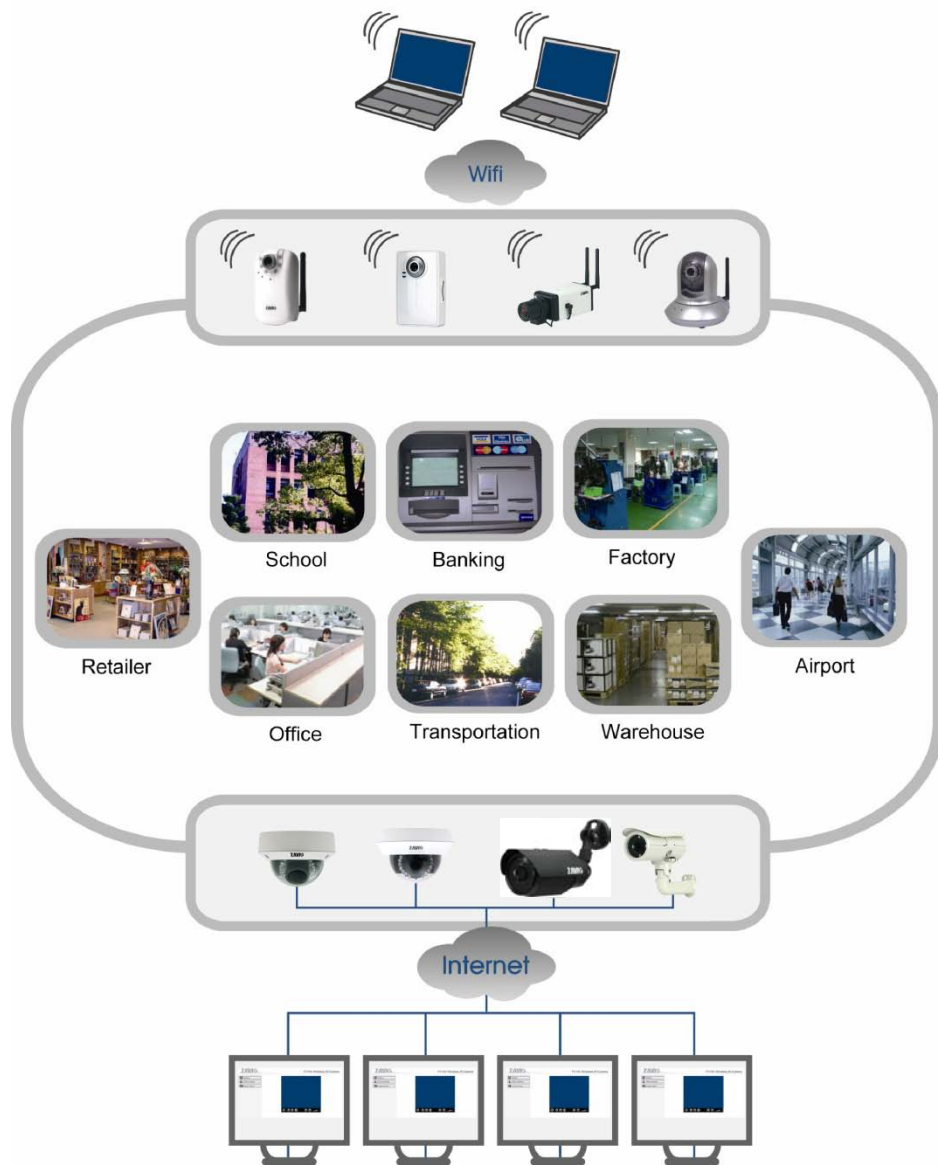 Wifi
School
Banking
Factory
Retailer
Airport
Office
Transportation
Warehouse
Internet